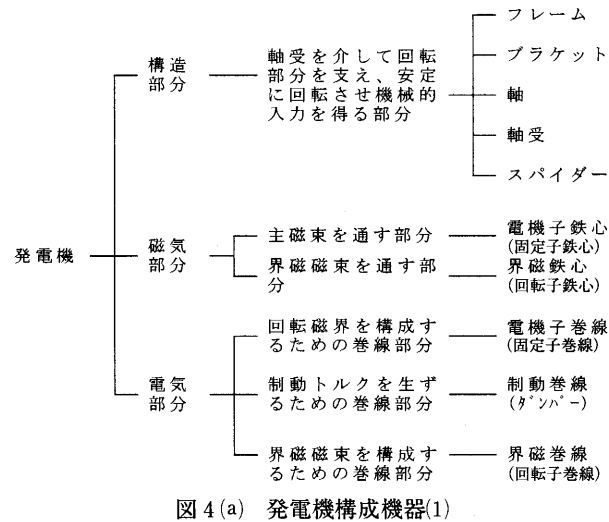 発電機
構造
部分
軸受を介して回転
部分を支え、安定
に回転させ機械的
入力を得る部分
フレーム
ブラケット
軸
軸受
スパイダー
磁気
部分
主磁束を通す部分
電機子鉄心
(固定子鉄心)
界磁磁束を通す部
分
界磁鉄心
(回転子鉄心)
電気
部分
回転磁界を構成す
るための巻線部分
電機子巻線
(固定子巻線)
制動トルクを生ず
るための巻線部分
制動巻線
(ダンパー)
界磁磁束を構成す
るための巻線部分
界磁巻線
(回転子巻線)
図4(a) 発電機構成機器(1)